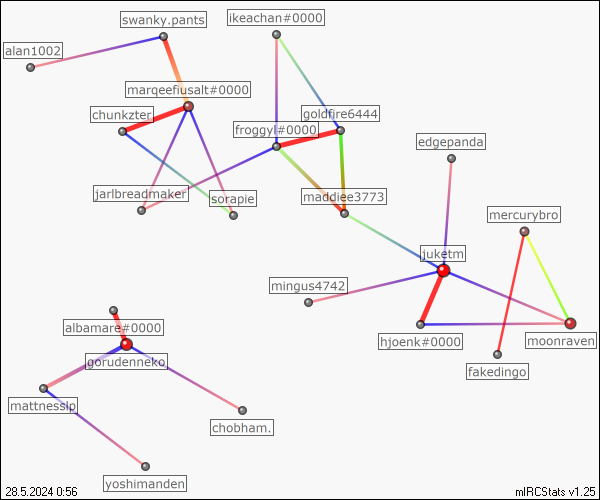 swanky.pants
ikeachan#0000
alan1002
marqeefiusalt#0000
chunkzter
goldfire6444
froggyl#0000
edgepanda
jarlbreadmaker
sorapie
maddiee3773
mercurybro
juketm
mingus4742
albamare#0000
hjoenk#0000
moonraven
gorudenneko
fakedingo
mattnesslp
chobham.
yoshimanden
28.5.2024 0:56
mIRCStats v1.25